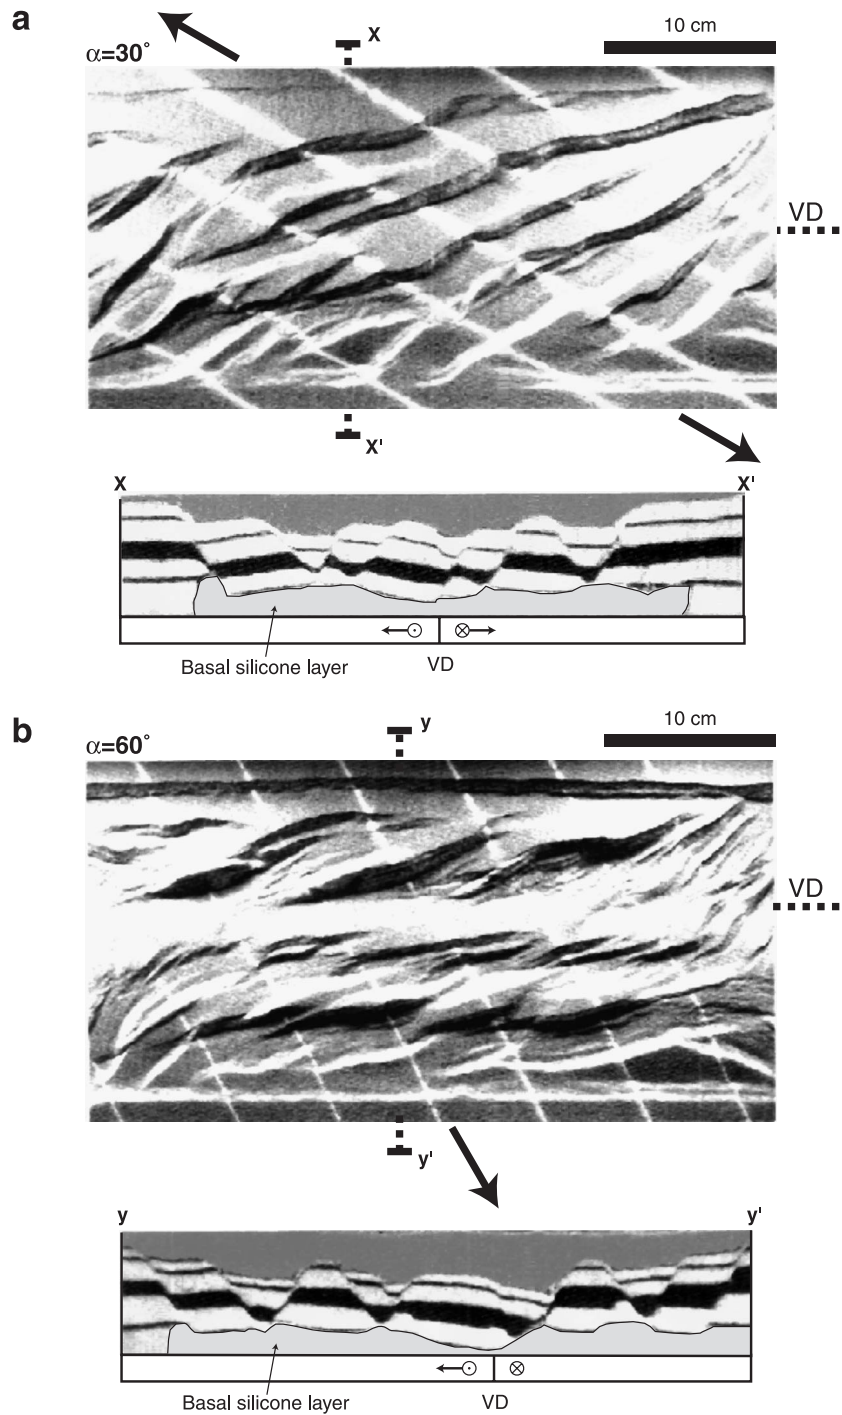 a
α=30°
X
10 cm
VD
X'
X
X'
Basal silicone layer
VD
b
α=60°
y
10 cm
VD
y'
y
y'
Basal silicone layer
VD